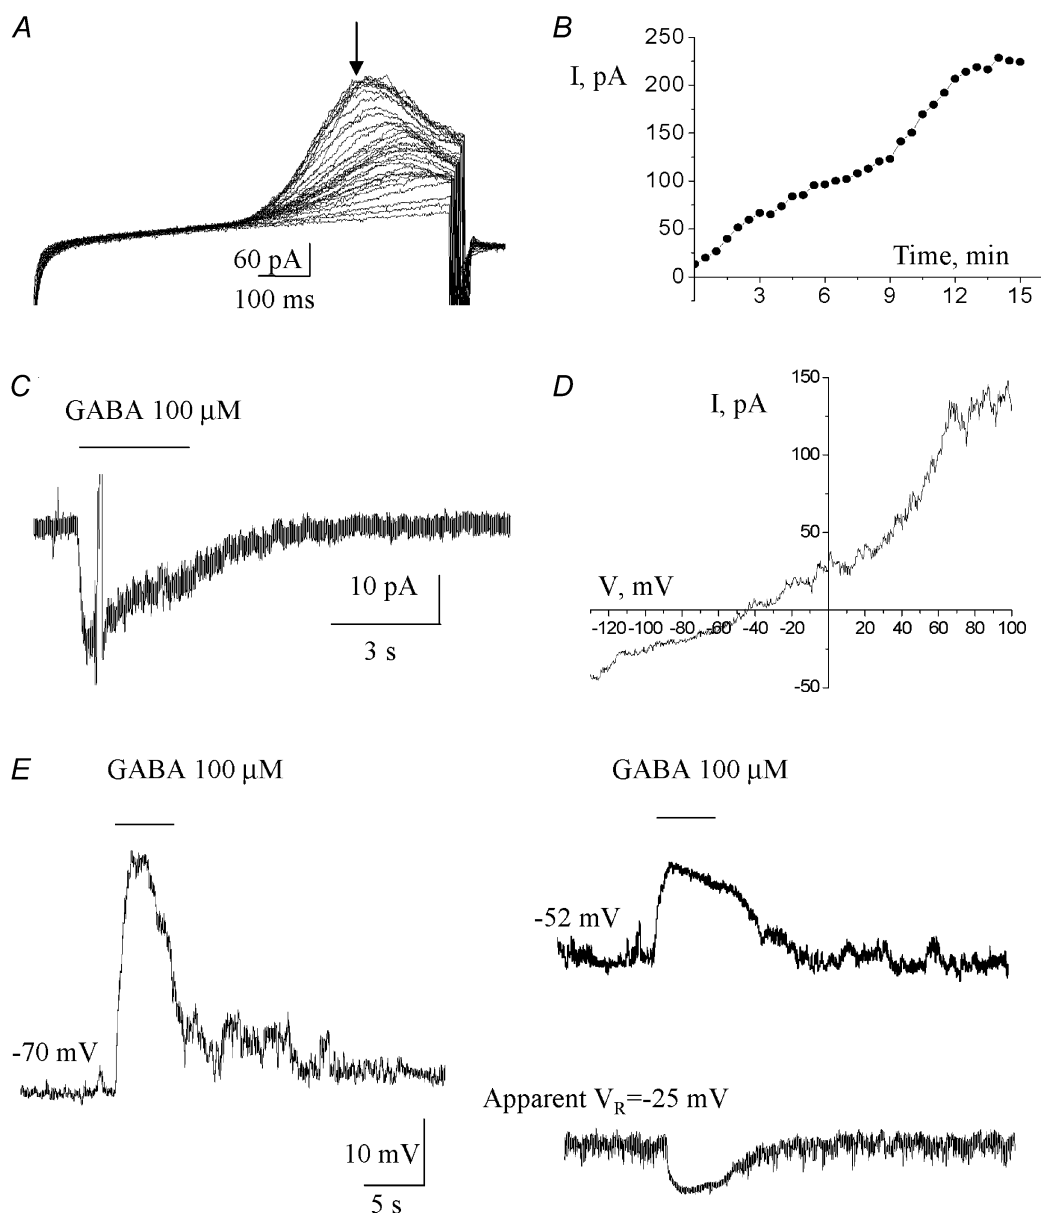 A
60 pA
100 ms
B
I, pA
250
200
150
100
50
0
3
6
9
12
15
Time, min
C
GABA 100 µM
10 pA
3 s
D
I, pA
150
100
50
-50
V, mV
-120 -100 -80 -60 -40 -20 0 20 40 60 80 100
E
GABA 100 µM
-70 mV
10 mV
5 s
GABA 100 µM
-52 mV
Apparent VR=-25 mV